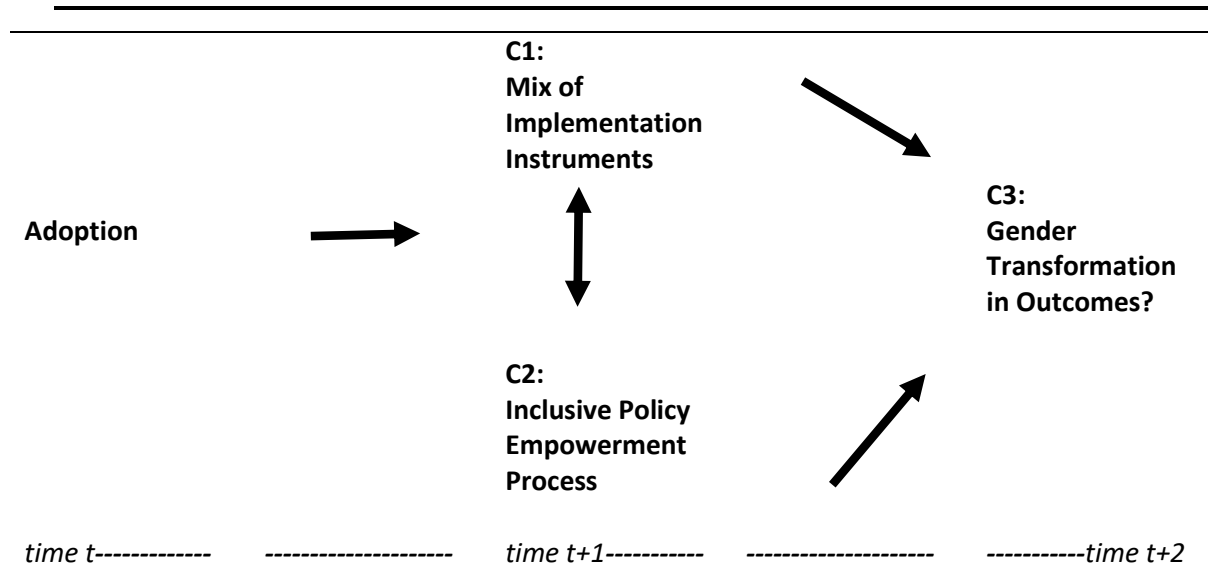 C1:
Mix of
Implementation
Instruments
Adoption
C3:
Gender
Transformation
in Outcomes?
C2:
Inclusive Policy
Empowerment
Process
time t------------- --------------------- time t+1----------- --------------------- -----------time t+2